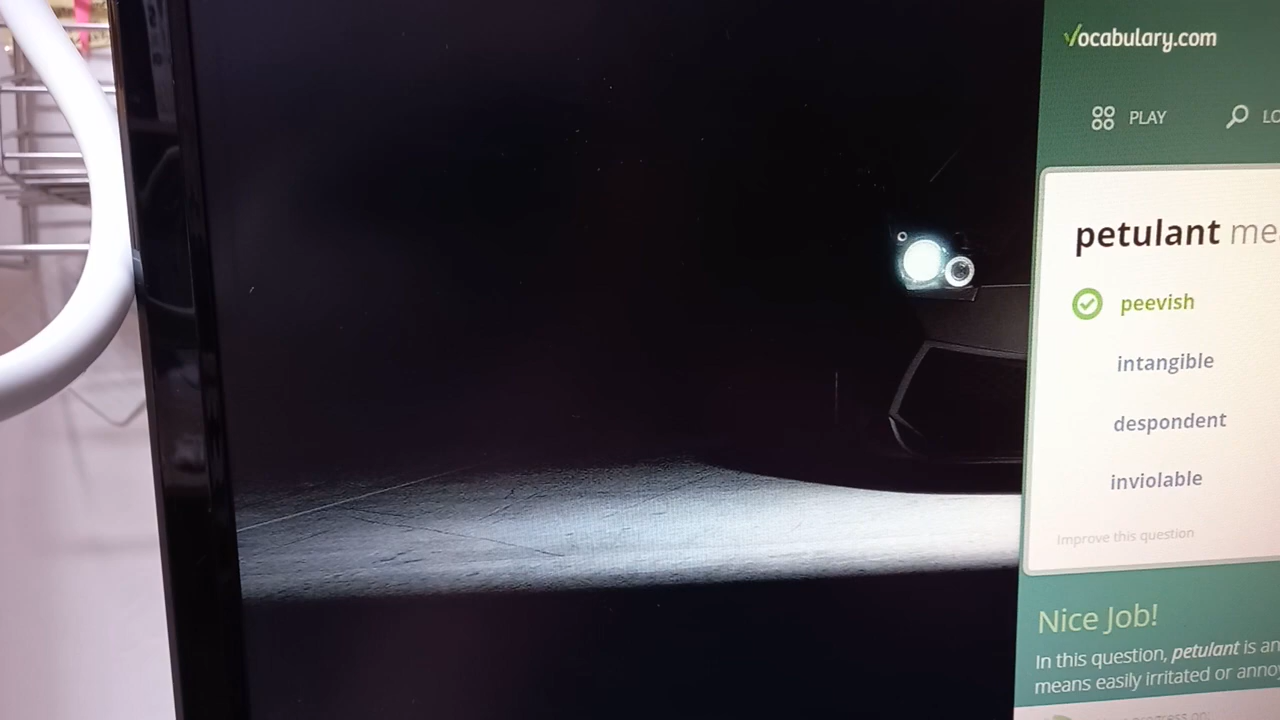 Vocabulary.com
PLAY
petulant
peevish
intangible
despondent
inviolable
Improve this question
Nice Job!
In this question, petulant is an
means easily irritated or